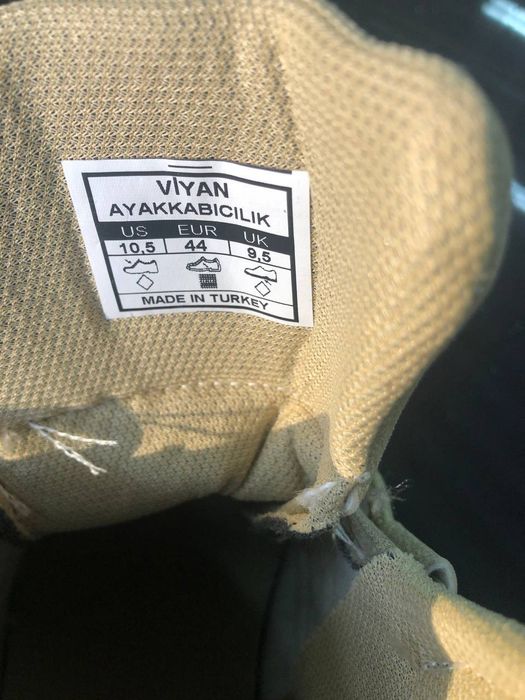 VİYAN
AYAKKABICILIK
US EUR UK
10,5 44 9,5
MADE IN TURKEY